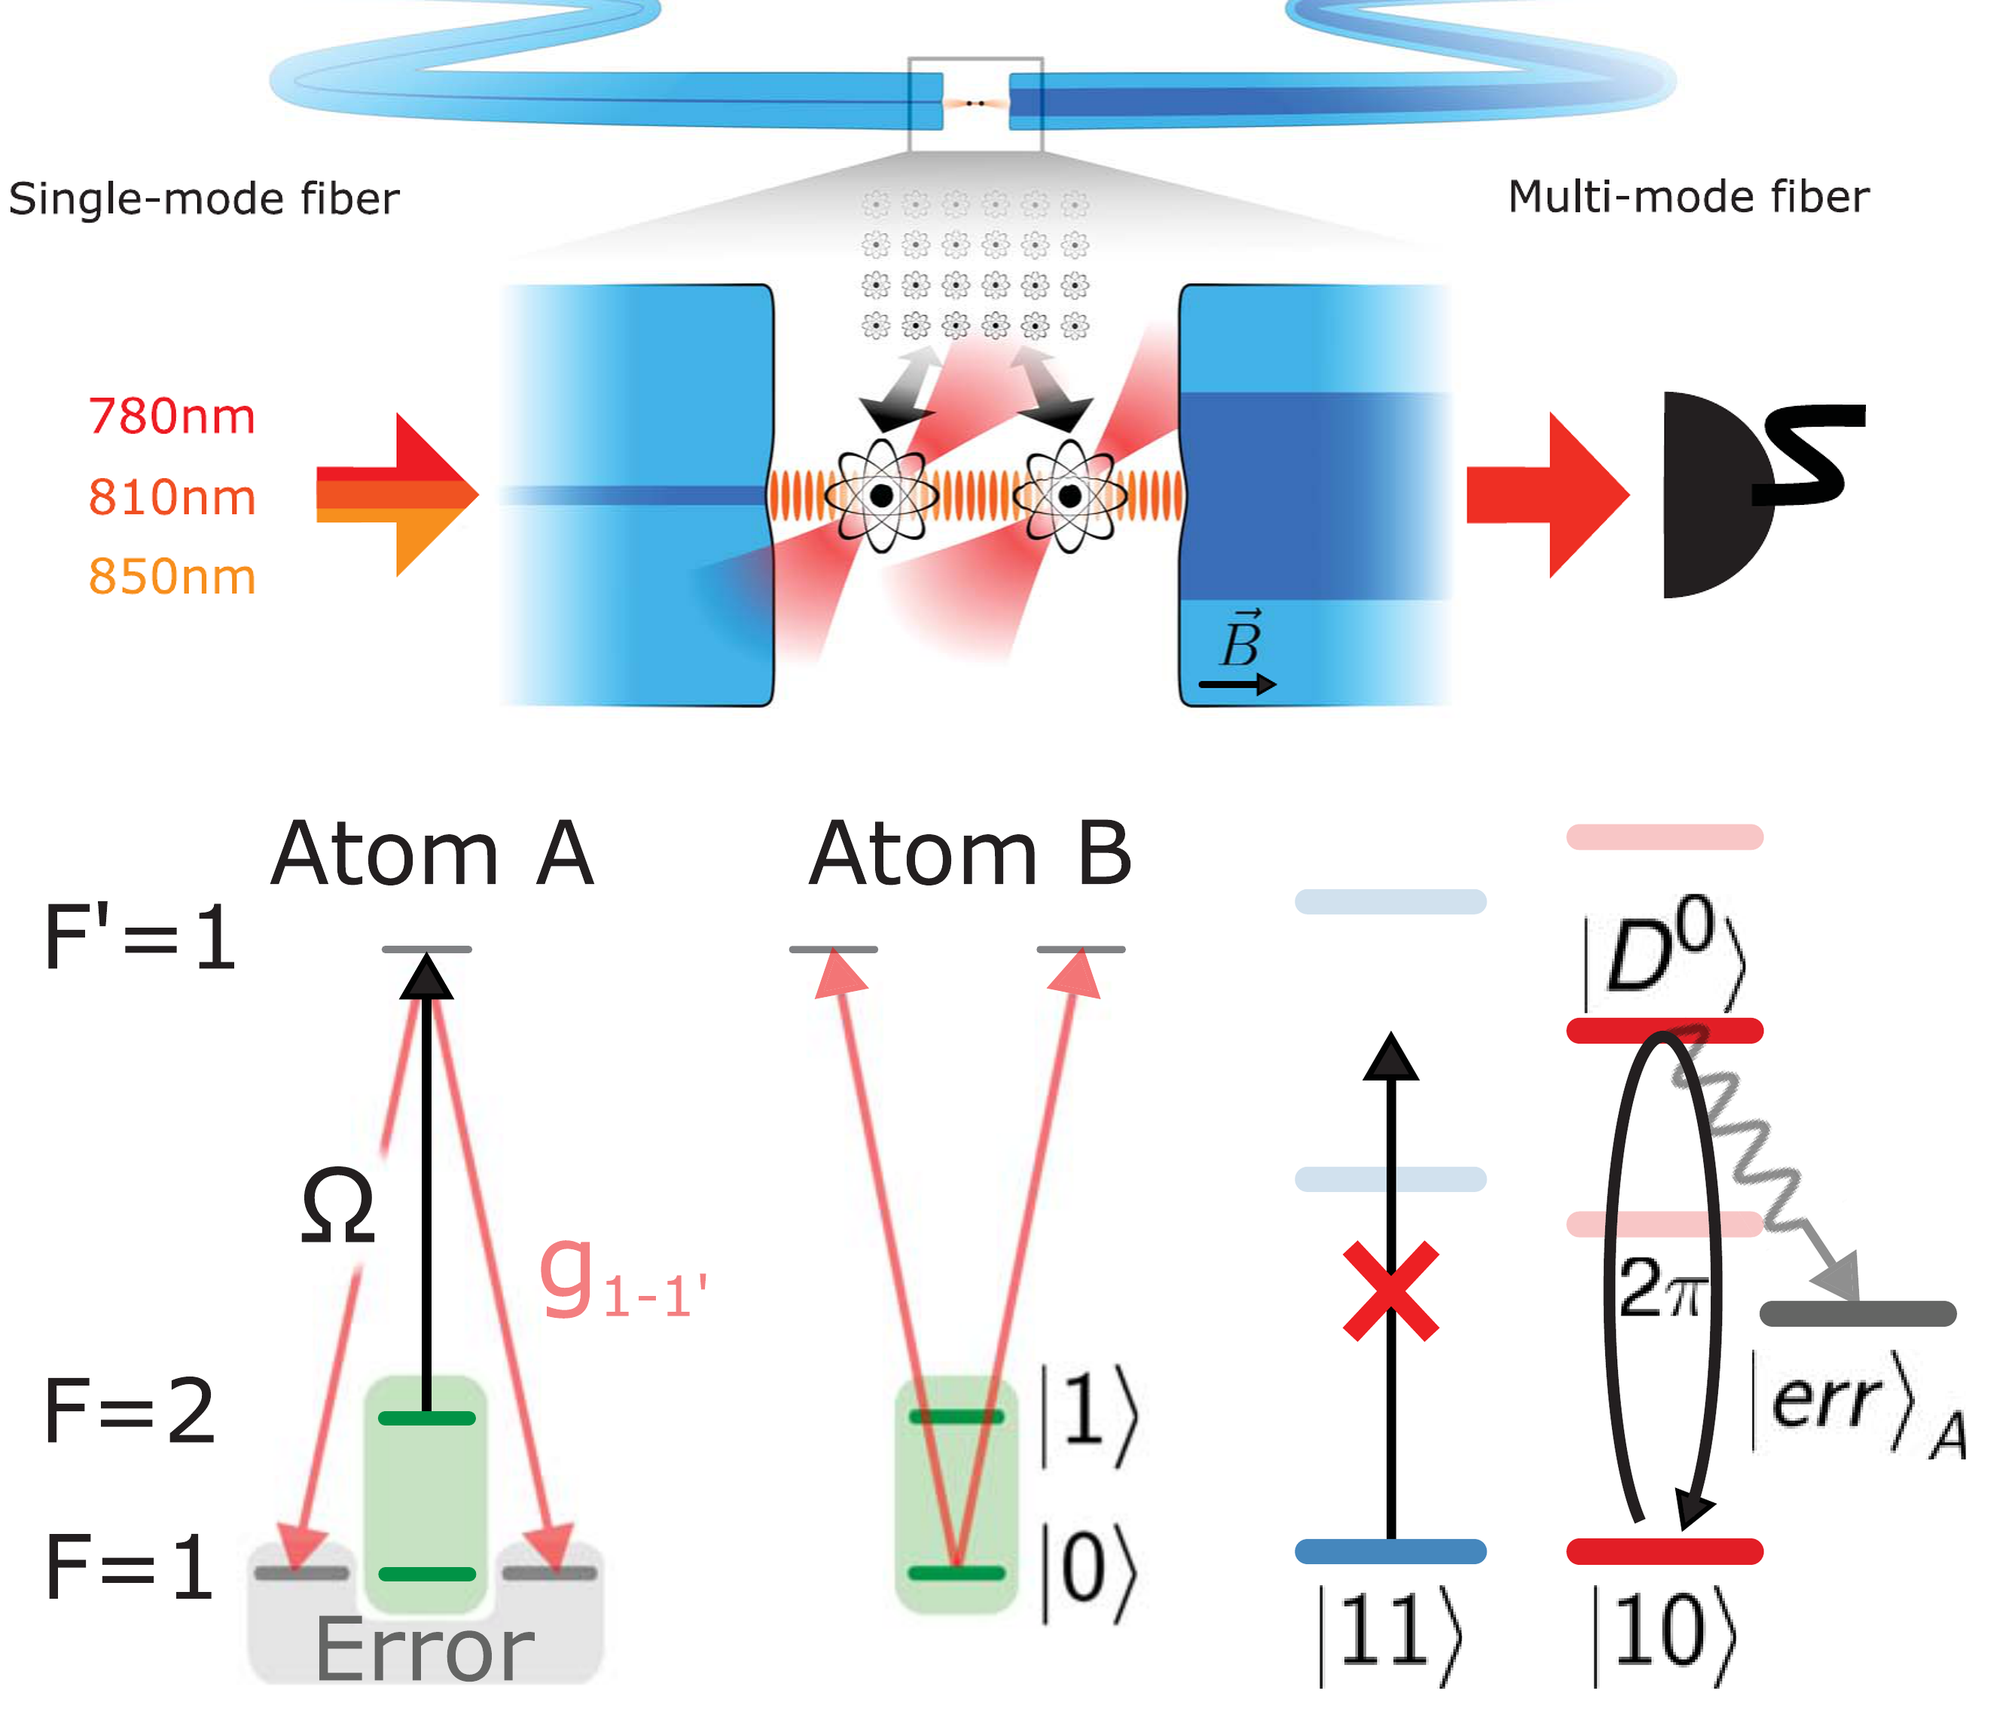 Single-mode fiber
Multi-mode fiber
780nm
810nm
850nm
B⃗
Atom A
Atom B
F'=1
|D⁰⟩
Ω
g₁₋₁'
2π
F=2
|1⟩
|err⟩A
F=1
|0⟩
Error
|11⟩
|10⟩